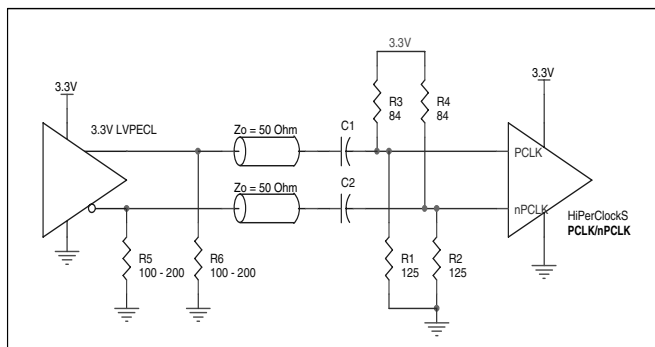 3.3V
3.3V
3.3V
3.3V LVPECL
R3
84
R4
84
Zo = 50 Ohm
C1
PCLK
Zo = 50 Ohm
C2
nPCLK
HiPerClockS
PCLK/nPCLK
R5
100 - 200
R6
100 - 200
R1
125
R2
125